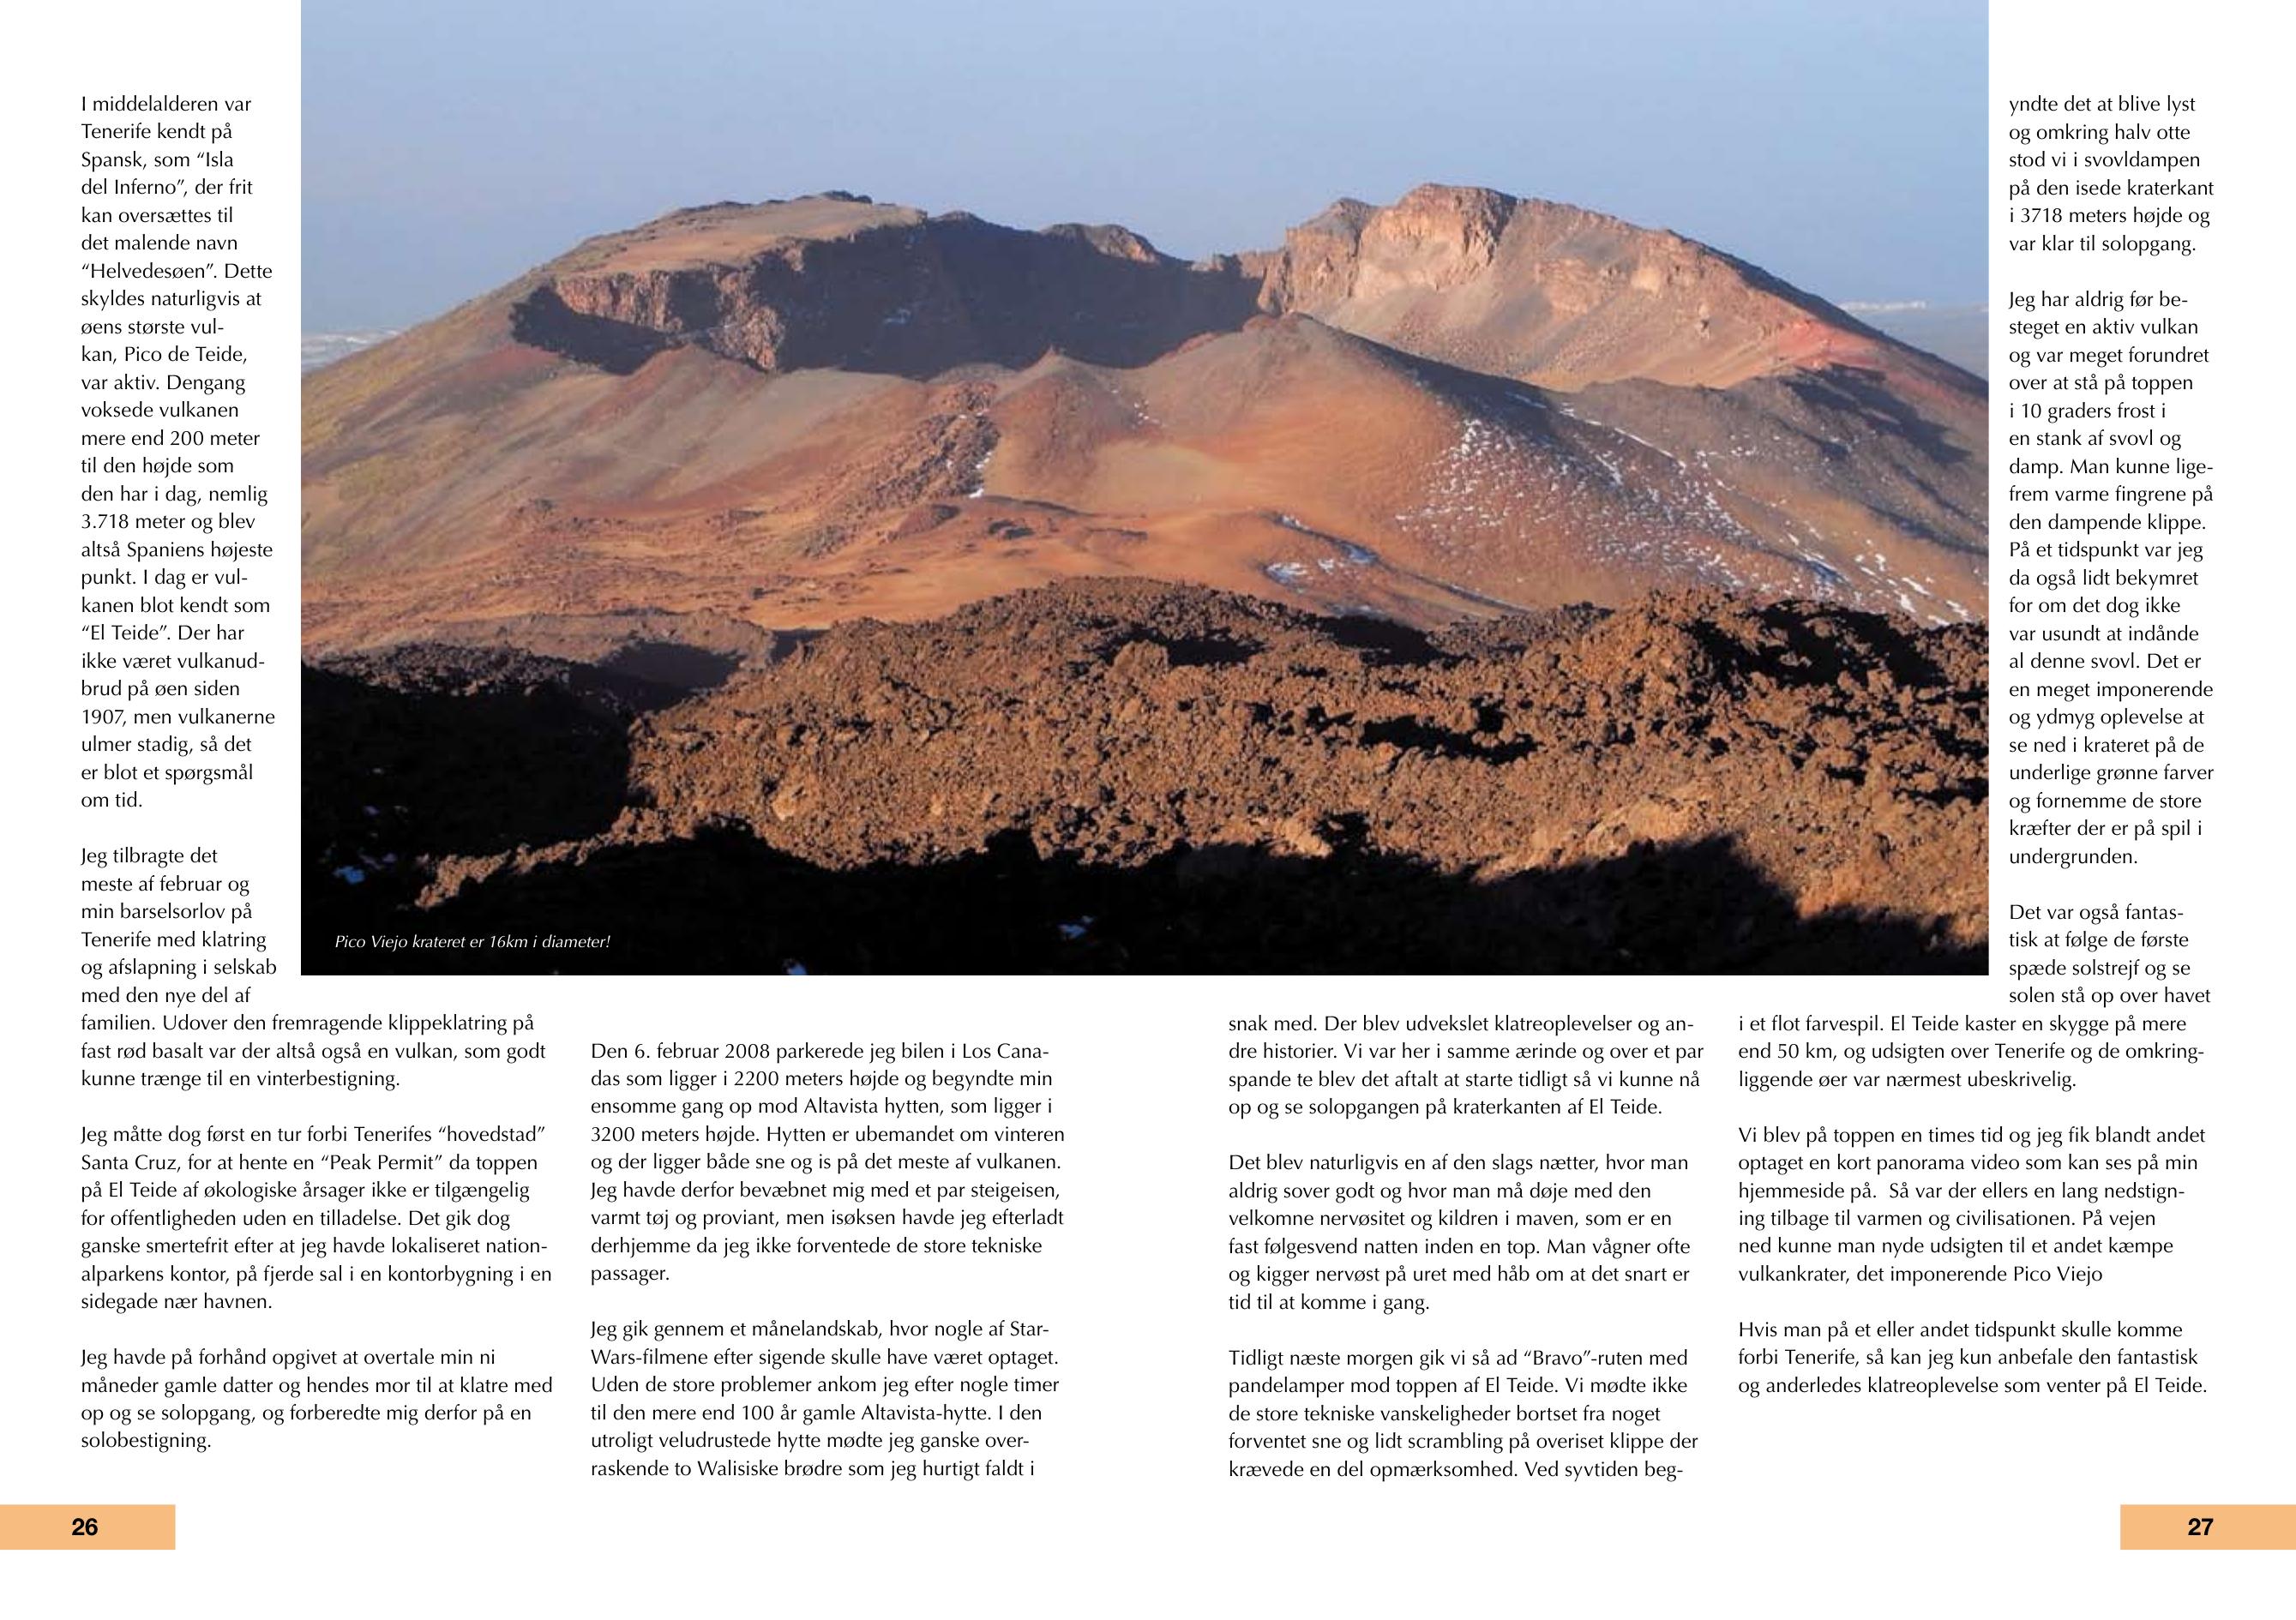 I middelalderen var
Tenerife kendt på
Spansk, som “Isla
del Inferno”, der frit
kan oversættes til
det malende navn
“Helvedesøen”. Dette
skyldes naturligvis at
øens største vul-
kan, Pico de Teide,
var aktiv. Dengang
voksede vulkanen
mere end 200 meter
til den højde som
den har i dag, nemlig
3.718 meter og blev
altså Spaniens højeste
punkt. I dag er vul-
kanen blot kendt som
“El Teide”. Der har
ikke været vulkanud-
brud på øen siden
1907, men vulkanerne
ulmer stadig, så det
er blot et spørgsmål
om tid.
Jeg tilbragte det
meste af februar og
min barselsorlov på
Tenerife med klatring
og afslapning i selskab
med den nye del af
familien. Udover den fremragende klippeklatring på
fast rød basalt var der altså også en vulkan, som godt
kunne trænge til en vinterbestigning.
Jeg måtte dog først en tur forbi Tenerifes “hovedstad”
Santa Cruz, for at hente en “Peak Permit” da toppen
på El Teide af økologiske årsager ikke er tilgængelig
for offentligheden uden en tilladelse. Det gik dog
ganske smertefrit efter at jeg havde lokaliseret nation-
alparkens kontor, på fjerde sal i en kontorbygning i en
sidegade nær havnen.
Jeg havde på forhånd opgivet at overtale min ni
måneder gamle datter og hendes mor til at klatre med
op og se solopgang, og forberedte mig derfor på en
solobestigning.
Pico Viejo krateret er 16km i diameter!
Den 6. februar 2008 parkerede jeg bilen i Los Cana-
das som ligger i 2200 meters højde og begyndte min
ensomme gang op mod Altavista hytten, som ligger i
3200 meters højde. Hytten er ubemandet om vinteren
og der ligger både sne og is på det meste af vulkanen.
Jeg havde derfor bevæbnet mig med et par steigeisen,
varmt tøj og proviant, men isøksen havde jeg efterladt
derhjemme da jeg ikke forventede de store tekniske
passager.
Jeg gik gennem et månelandskab, hvor nogle af Star-
Wars-filmene efter sigende skulle have været optaget.
Uden de store problemer ankom jeg efter nogle timer
til den mere end 100 år gamle Altavista-hytte. I den
utroligt veludrustede hytte mødte jeg ganske over-
raskende to Walisiske brødre som jeg hurtigt faldt i
snak med. Der blev udvekslet klatreoplevelser og an-
dre historier. Vi var her i samme ærinde og over et par
spande te blev det aftalt at starte tidligt så vi kunne nå
op og se solopgangen på kraterkanten af El Teide.
Det blev naturligvis en af den slags nætter, hvor man
aldrig sover godt og hvor man må døje med den
velkomne nervøsitet og kildren i maven, som er en
fast følgesvend natten inden en top. Man vågner ofte
og kigger nervøst på uret med håb om at det snart er
tid til at komme i gang.
Tidligt næste morgen gik vi så ad “Bravo”-ruten med
pandelamper mod toppen af El Teide. Vi mødte ikke
de store tekniske vanskeligheder bortset fra noget
forventet sne og lidt scrambling på overiset klippe der
krævede en del opmærksomhed. Ved syvtiden beg-
yndte det at blive lyst
og omkring halv otte
stod vi i svovldampen
på den isede kraterkant
i 3718 meters højde og
var klar til solopgang.
Jeg har aldrig før be-
steget en aktiv vulkan
og var meget forundret
over at stå på toppen
i 10 graders frost i
en stank af svovl og
damp. Man kunne lige-
frem varme fingrene på
den dampende klippe.
På et tidspunkt var jeg
da også lidt bekymret
for om det dog ikke
var usundt at indånde
al denne svovl. Det er
en meget imponerende
og ydmyg oplevelse at
se ned i krateret på de
underlige grønne farver
og fornemme de store
kræfter der er på spil i
undergrunden.
Det var også fantas-
tisk at følge de første
spæde solstrejf og se
solen stå op over havet
i et flot farvespil. El Teide kaster en skygge på mere
end 50 km, og udsigten over Tenerife og de omkring-
liggende øer var nærmest ubeskrivelig.
Vi blev på toppen en times tid og jeg fik blandt andet
optaget en kort panorama video som kan ses på min
hjemmeside på.  Så var der ellers en lang nedstign-
ing tilbage til varmen og civilisationen. På vejen
ned kunne man nyde udsigten til et andet kæmpe
vulkankrater, det imponerende Pico Viejo
Hvis man på et eller andet tidspunkt skulle komme
forbi Tenerife, så kan jeg kun anbefale den fantastisk
og anderledes klatreoplevelse som venter på El Teide.
26
27